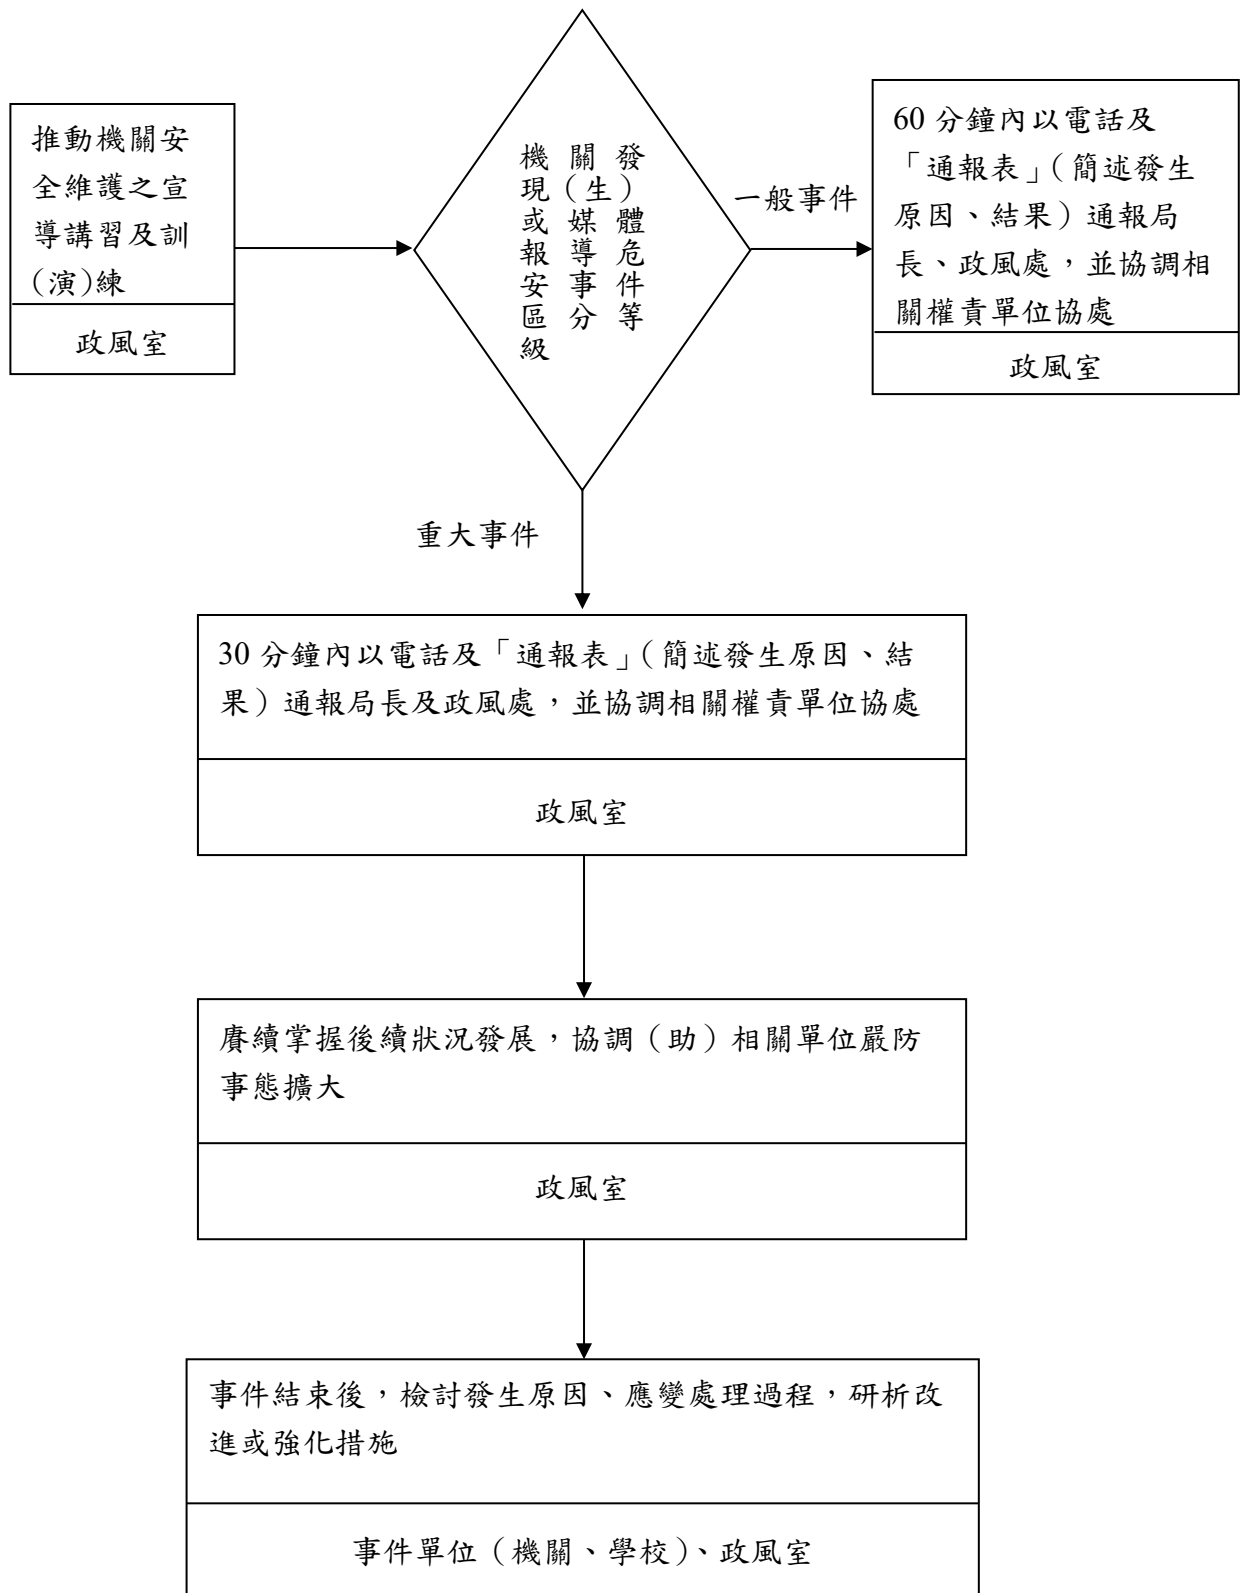 推動機關安
全維護之宣
導講習及訓
(演)練
政風室
機關發
現(生)
或媒體
報導危
安事件
區分等
級
一般事件
60 分鐘內以電話及
「通報表」（簡述發生
原因、結果）通報局
長、政風處，並協調相
關權責單位協處
政風室
重大事件
30 分鐘內以電話及「通報表」（簡述發生原因、結
果）通報局長及政風處，並協調相關權責單位協處
政風室
賡續掌握後續狀況發展，協調（助）相關單位嚴防
事態擴大
政風室
事件結束後，檢討發生原因、應變處理過程，研析改
進或強化措施
事件單位（機關、學校）、政風室